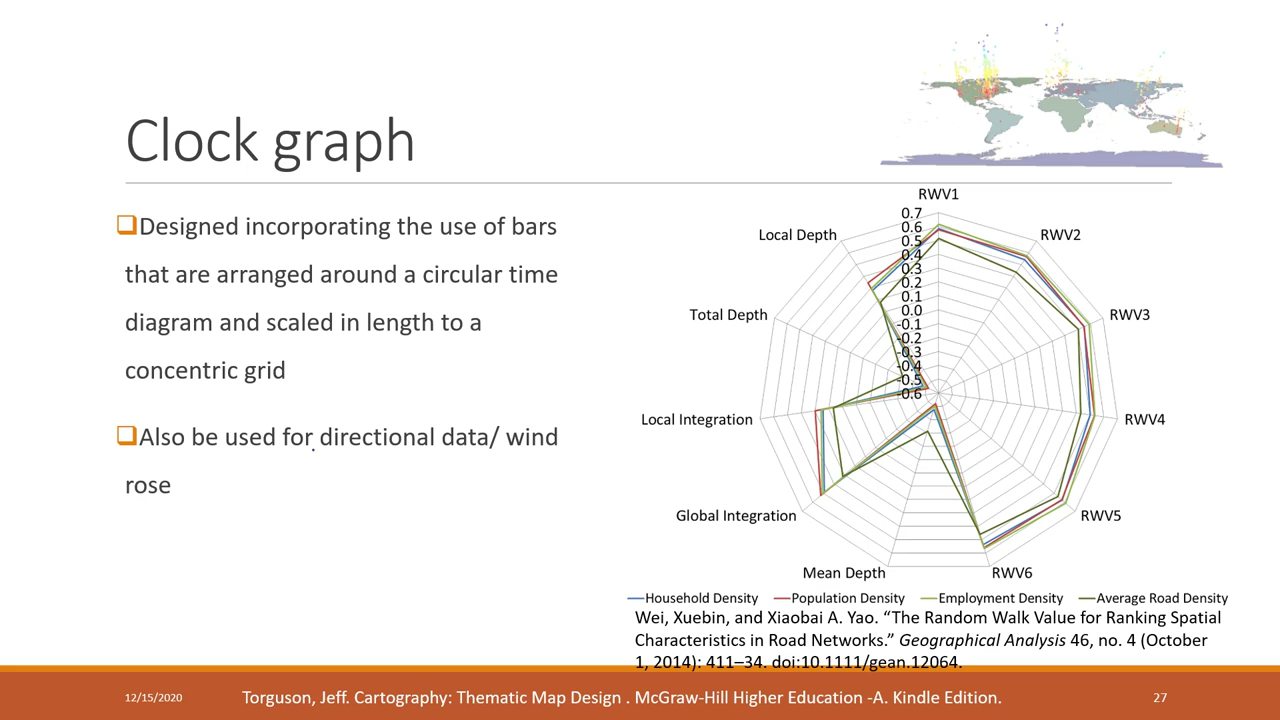 Clock graph
❑Designed incorporating the use of bars
that are arranged around a circular time
diagram and scaled in length to a
concentric grid
❑Also be used for directional data/ wind
rose
RWV1
0.7
0.6
0.5
0.4
0.3
0.2
0.1
0.0
-0.1
-0.2
-0.3
-0.4
-0.5
-0.6
RWV2
RWV3
RWV4
RWV5
RWV6
Mean Depth
Global Integration
Local Integration
Total Depth
Local Depth
Household Density Population Density Employment Density Average Road Density
Wei, Xuebin, and Xiaobai A. Yao. “The Random Walk Value for Ranking Spatial
Characteristics in Road Networks.” Geographical Analysis 46, no. 4 (October
1, 2014): 411–34. doi:10.1111/gean.12064.
12/15/2020
Torguson, Jeff. Cartography: Thematic Map Design . McGraw-Hill Higher Education -A. Kindle Edition.
27